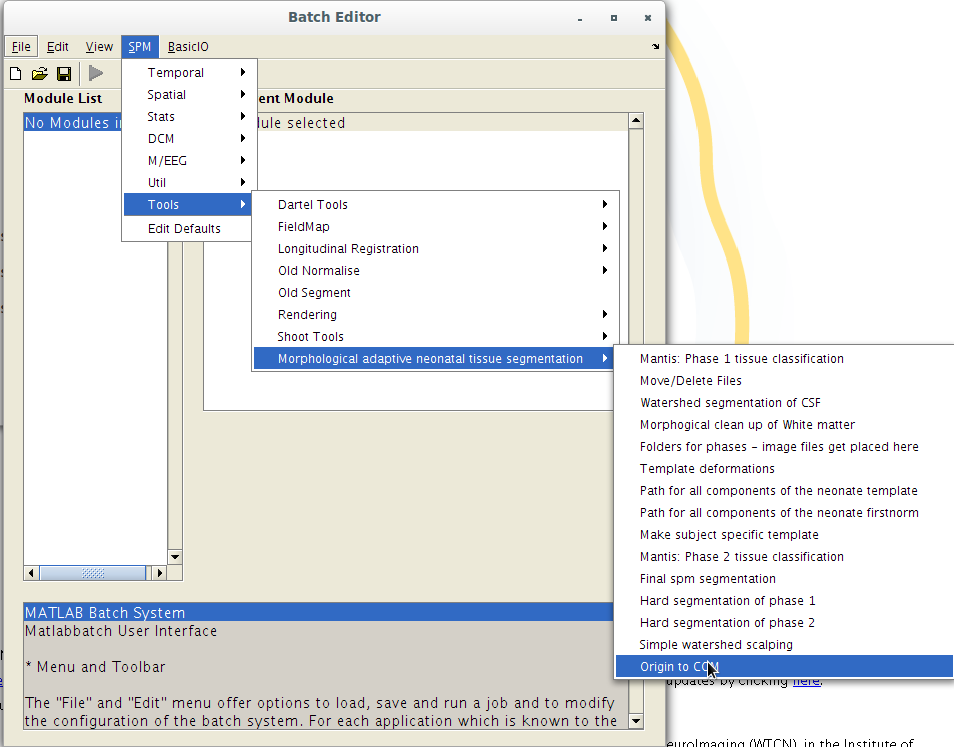 Batch Editor
File Edit View SPM BasicIO
Module List
ent Module
No Modules i
lule selected
Temporal
Spatial
Stats
DCM
M/EEG
Util
Tools
Edit Defaults
Dartel Tools
FieldMap
Longitudinal Registration
Old Normalise
Old Segment
Rendering
Shoot Tools
Morphological adaptive neonatal tissue segmentation
Mantis: Phase 1 tissue classification
Move/Delete Files
Watershed segmentation of CSF
Morphogical clean up of White matter
Folders for phases - image files get placed here
Template deformations
Path for all components of the neonate template
Path for all components of the neonate firstnorm
Make subject specific template
Mantis: Phase 2 tissue classification
Final spm segmentation
Hard segmentation of phase 1
Hard segmentation of phase 2
Simple watershed scalping
Origin to COM
MATLAB Batch System
Matlabbatch User Interface
* Menu and Toolbar
The "File" and "Edit" menu offer options to load, save and run a job and to modify
the configuration of the batch system. For each application which is known to the
updates by clicking here.
euroImaging (WTCN), in the Institute of